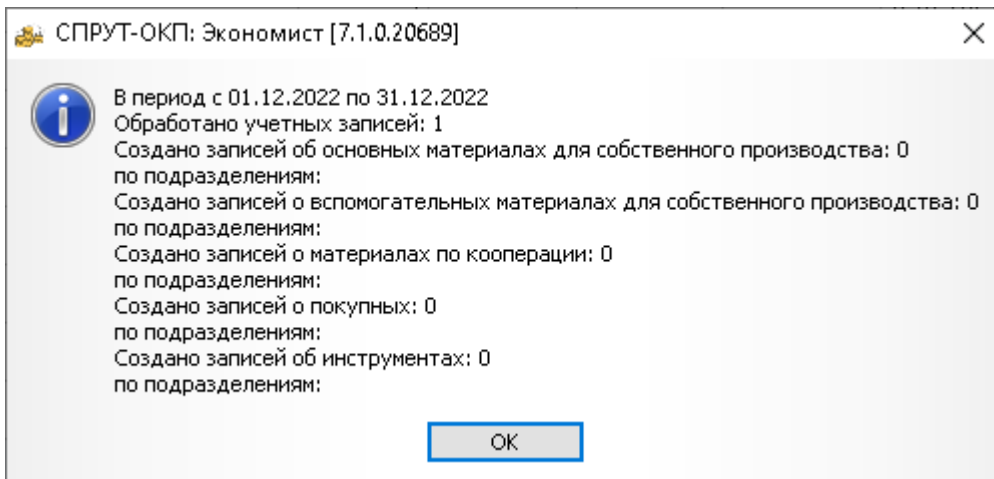 СПРУТ-ОКП: Экономист [7.1.0.20689]
В период с 01.12.2022 по 31.12.2022
Обработано учетных записей: 1
Создано записей об основных материалах для собственного производства: 0
по подразделениям:
Создано записей о вспомогательных материалах для собственного производства: 0
по подразделениям:
Создано записей о материалах по кооперации: 0
по подразделениям:
Создано записей о покупных: 0
по подразделениям:
Создано записей об инструментах: 0
по подразделениям:
ОК